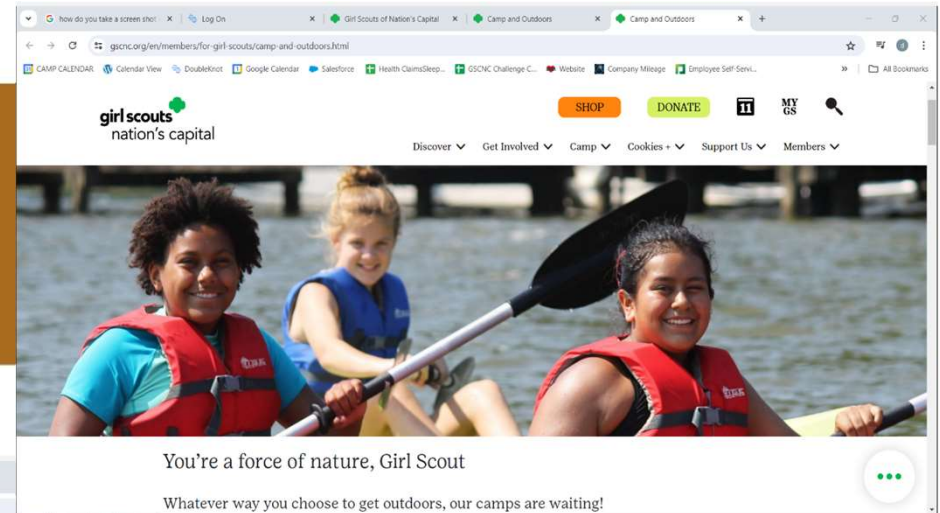 how do you take a screen shot
Log On
Girl Scouts of Nation's Capital
Camp and Outdoors
Camp and Outdoors
gscnc.org/en/members/for-girl-scouts/camp-and-outdoors.html
CAMP CALENDAR
Calendar View
DoubleKnot
Google Calendar
Salesforce
Health ClaimsSleep...
GSCNC Challenge C...
Website
Company Mileage
Employee Self-Servi...
»
All Bookmarks
girl scouts
nation's capital
SHOP
DONATE
11
MY
GS
Discover
Get Involved
Camp
Cookies +
Support Us
Members
You're a force of nature, Girl Scout
Whatever way you choose to get outdoors, our camps are waiting!